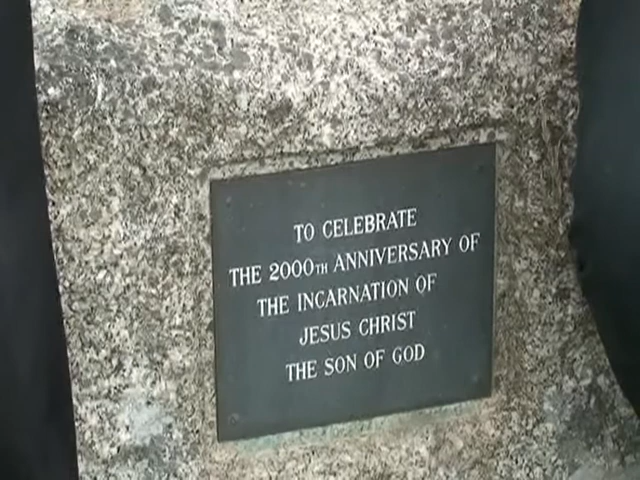 TO CELEBRATE
THE 2000TH ANNIVERSARY OF
THE INCARNATION OF
JESUS CHRIST
THE SON OF GOD